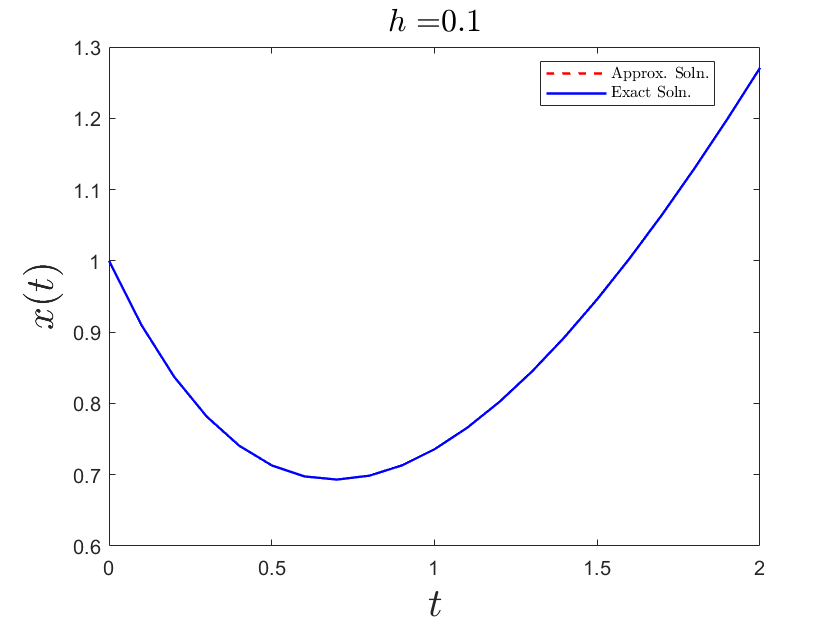 h =0.1
1.3
1.2
1.1
1
0.9
0.8
0.7
0.6
x(t)
Approx. Soln.
Exact Soln.
0 0.5 1 1.5 2
t